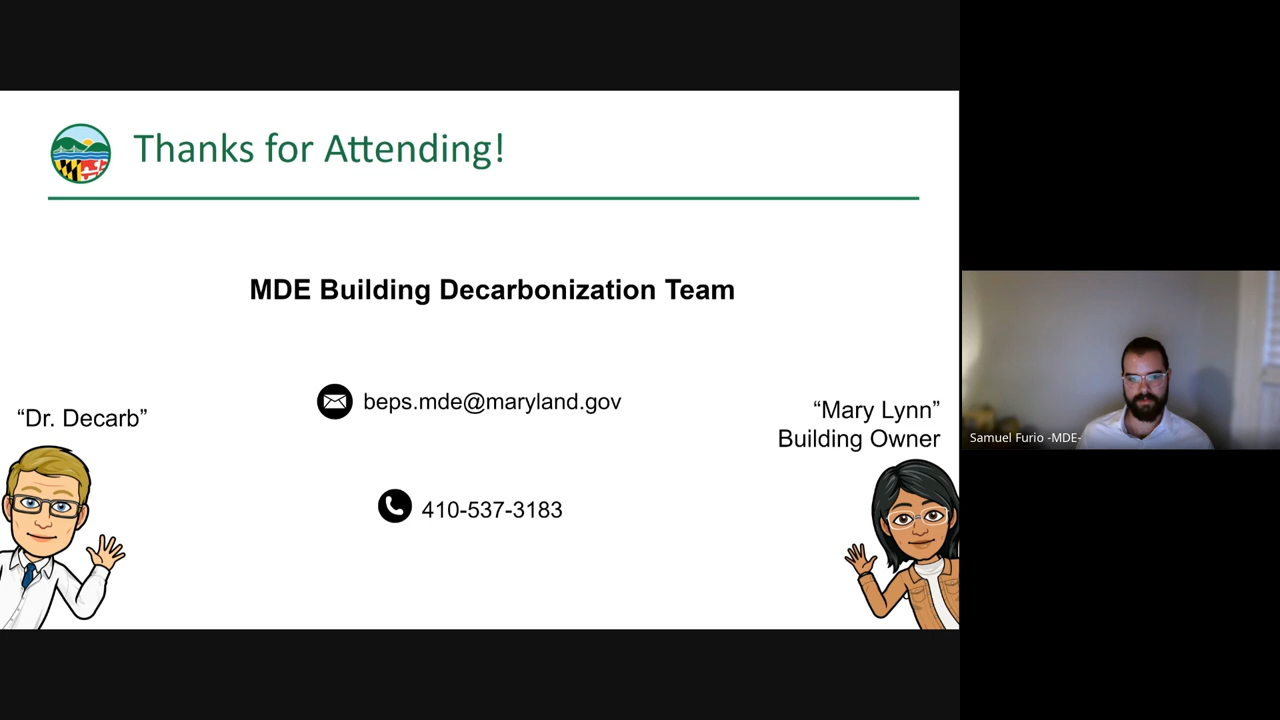 Thanks for Attending!
MDE Building Decarbonization Team
beps.mde@maryland.gov
“Dr. Decarb”
“Mary Lynn”
Building Owner
410-537-3183
Samuel Furio -MDE-